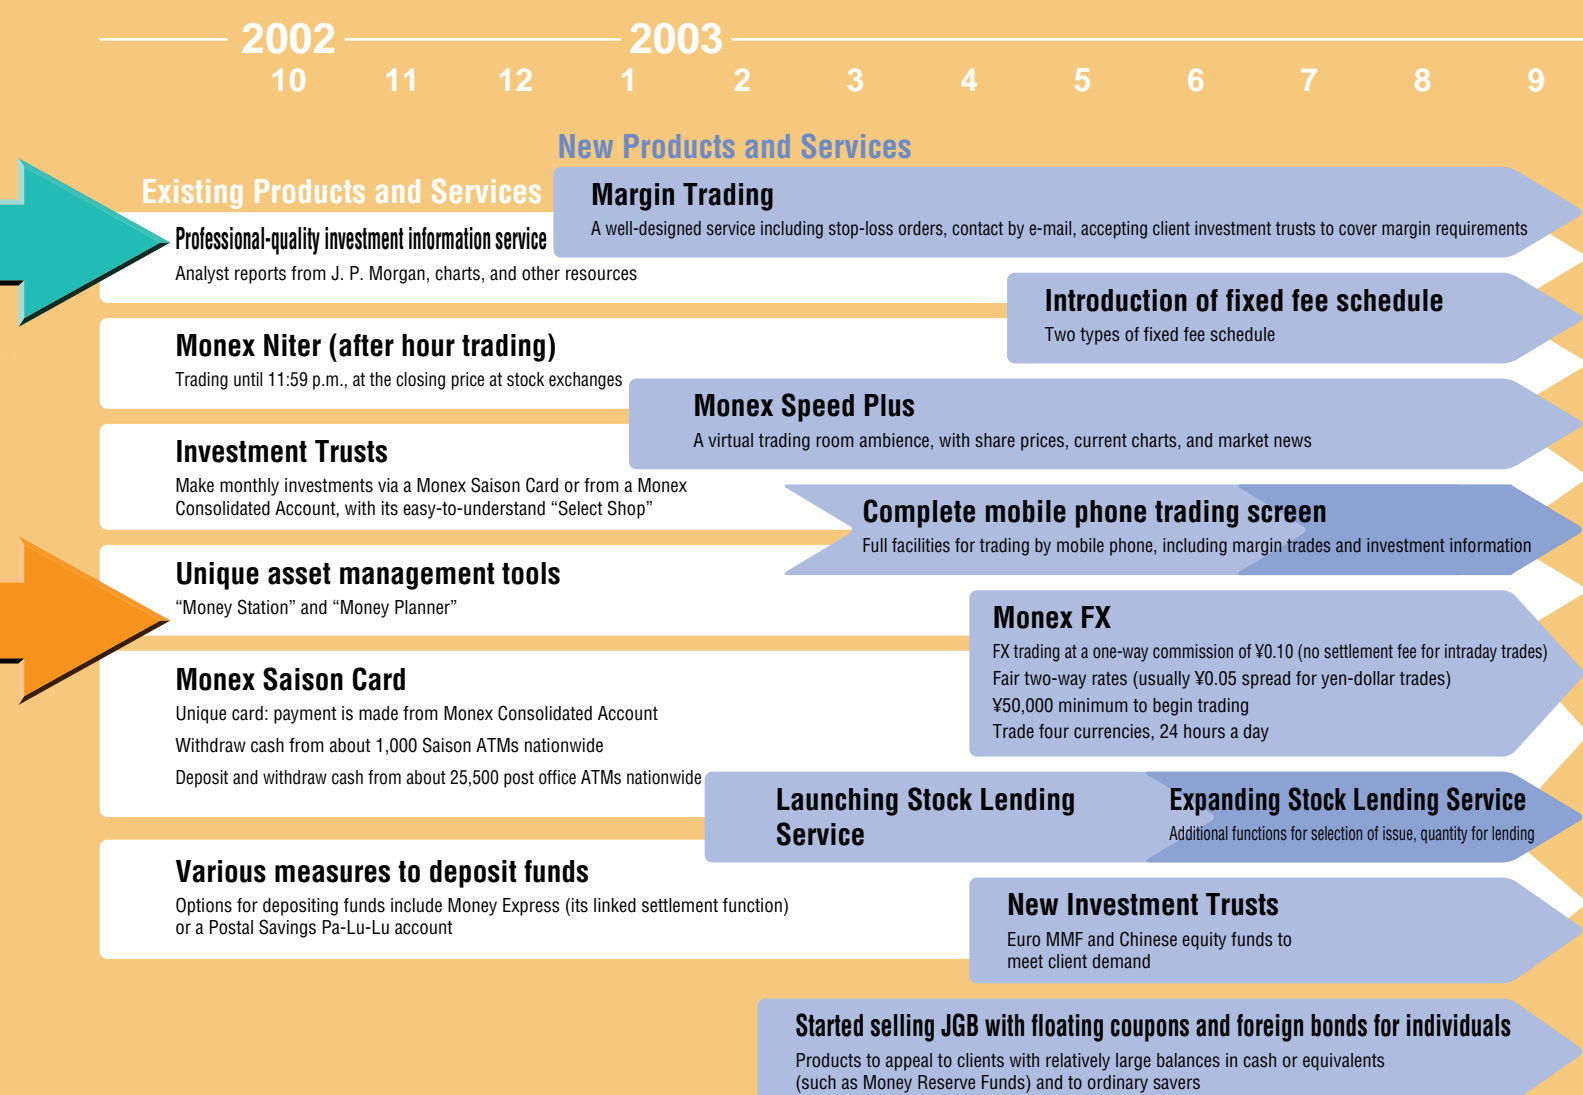 2002 2003
10 11 12 1 2 3 4 5 6 7 8 9
New Products and Services
Existing Products and Services
Margin Trading
A well-designed service including stop-loss orders, contact by e-mail, accepting client investment trusts to cover margin requirements
Professional-quality investment information service
Analyst reports from J. P. Morgan, charts, and other resources
Introduction of fixed fee schedule
Two types of fixed fee schedule
Monex Niter (after hour trading)
Trading until 11:59 p.m., at the closing price at stock exchanges
Monex Speed Plus
A virtual trading room ambience, with share prices, current charts, and market news
Investment Trusts
Make monthly investments via a Monex Saison Card or from a Monex
Consolidated Account, with its easy-to-understand “Select Shop”
Complete mobile phone trading screen
Full facilities for trading by mobile phone, including margin trades and investment information
Unique asset management tools
“Money Station” and “Money Planner”
Monex FX
FX trading at a one-way commission of ¥0.10 (no settlement fee for intraday trades)
Fair two-way rates (usually ¥0.05 spread for yen-dollar trades)
¥50,000 minimum to begin trading
Trade four currencies, 24 hours a day
Monex Saison Card
Unique card: payment is made from Monex Consolidated Account
Withdraw cash from about 1,000 Saison ATMs nationwide
Deposit and withdraw cash from about 25,500 post office ATMs nationwide
Launching Stock Lending
Service
Expanding Stock Lending Service
Additional functions for selection of issue, quantity for lending
Various measures to deposit funds
Options for depositing funds include Money Express (its linked settlement function)
or a Postal Savings Pa-Lu-Lu account
New Investment Trusts
Euro MMF and Chinese equity funds to
meet client demand
Started selling JGB with floating coupons and foreign bonds for individuals
Products to appeal to clients with relatively large balances in cash or equivalents
(such as Money Reserve Funds) and to ordinary savers